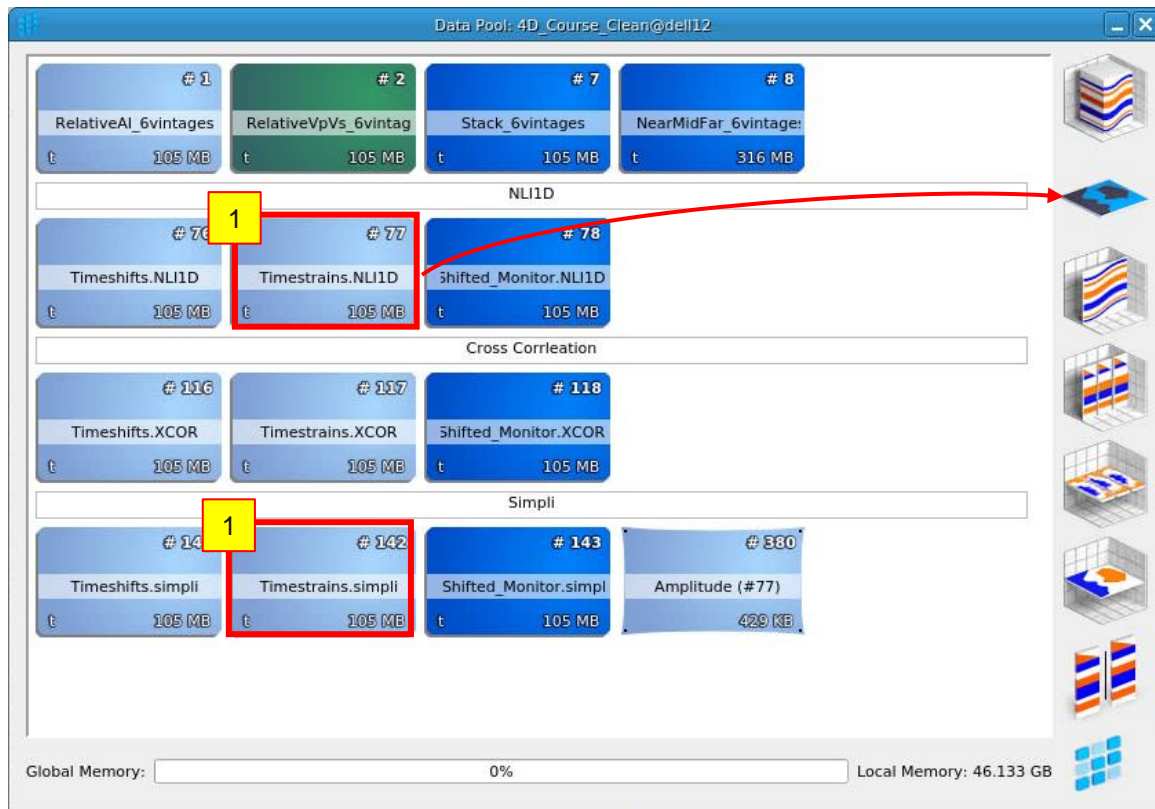 Data Pool: 4D_Course_Clean@dell12
# 1
RelativeAI_6vintages
t 105 MB
# 2
RelativeVpVs_6vintag
t 105 MB
# 7
Stack_6vintages
t 105 MB
# 8
NearMidFar_6vintages
t 316 MB
NLI1D
# 76
Timeshifts.NLI1D
t 105 MB
1
# 77
Timestrains.NLI1D
t 105 MB
# 78
Shifted_Monitor.NLI1D
t 105 MB
Cross Corrleation
# 116
Timeshifts.XCOR
t 105 MB
# 117
Timestrains.XCOR
t 105 MB
# 118
Shifted_Monitor.XCOR
t 105 MB
Simpli
# 14
Timeshifts.simpli
t 105 MB
1
# 142
Timestrains.simpli
t 105 MB
# 143
Shifted_Monitor.simpl
t 105 MB
# 380
Amplitude (#77)
429 KB
Global Memory: 0% Local Memory: 46.133 GB